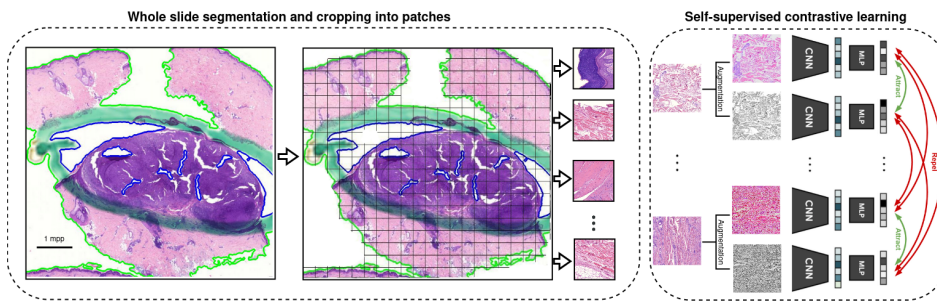 Whole slide segmentation and cropping into patches
1 mpp
Self-supervised contrastive learning
Augmentation
CNN
MLP
CNN
MLP
Attract
Repel
Augmentation
CNN
MLP
CNN
MLP
Attract